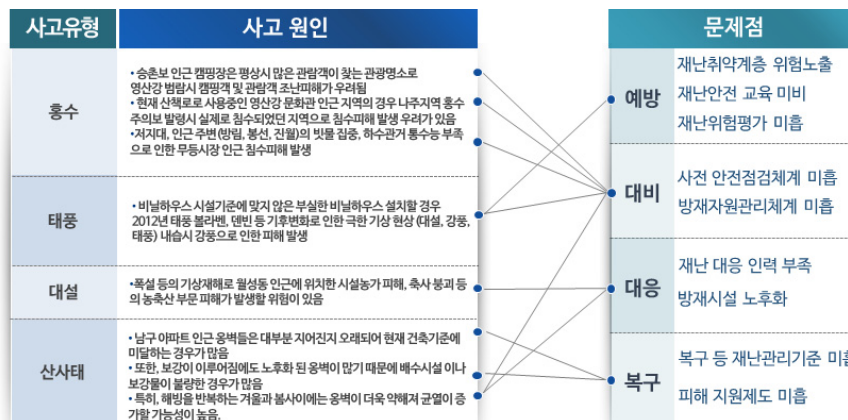 사고유형
사고 원인
문제점
홍수
• 승촌보 인근 캠핑장은 평상시 많은 관람객이 찾는 관광명소로
영산강 범람시 캠핑객 및 관람객 조난피해가 우려됨
• 현재 산책로로 사용중인 영산강 문화관 인근 지역의 경우 나주지역 홍수
주의보 발령시 실제로 침수되었던 지역으로 침수피해 발생 우려가 있음
•저지대, 인근 주변(방림, 봉선, 진월)의 빗물 집중, 하수관거 통수능 부족
으로 인한 무등시장 인근 침수피해 발생
태풍
• 비닐하우스 시설기준에 맞지 않은 부실한 비닐하우스 설치할 경우
2012년 태풍 볼라벤, 덴빈 등 기후변화로 인한 극한 기상 현상 (대설, 강풍,
태풍) 내습시 강풍으로 인한 피해 발생
대설
•폭설 등의 기상재해로 월성동 인근에 위치한 시설농가 피해, 축사 붕괴 등
의 농축산 부문 피해가 발생할 위험이 있음
산사태
• 남구 아파트 인근 옹벽들은 대부분 지어진지 오래되어 현재 건축기준에
미달하는 경우가 많음
• 또한, 보강이 이루어짐에도 노후화 된 옹벽이 많기 때문에 배수시설 이나
보강물이 불량한 경우가 많음
• 특히, 해빙을 반복하는 겨울과 봄사이에는 옹벽이 더욱 약해져 균열이 증
가할 가능성이 높음.
예방
재난취약계층 위험노출
재난안전 교육 미비
재난위험평가 미흡
대비
사전 안전점검체계 미흡
방재자원관리체계 미흡
대응
재난 대응 인력 부족
방재시설 노후화
복구
복구 등 재난관리기준 미흡
피해 지원제도 미흡